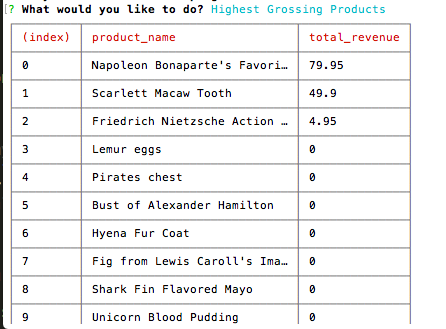 ? What would you like to do? Highest Grossing Products
(index) product_name total_revenue
0 Napoleon Bonaparte's Favori… 79.95
1 Scarlett Macaw Tooth 49.9
2 Friedrich Nietzsche Action … 4.95
3 Lemur eggs 0
4 Pirates chest 0
5 Bust of Alexander Hamilton 0
6 Hyena Fur Coat 0
7 Fig from Lewis Caroll's Ima… 0
8 Shark Fin Flavored Mayo 0
9 Unicorn Blood Pudding 0